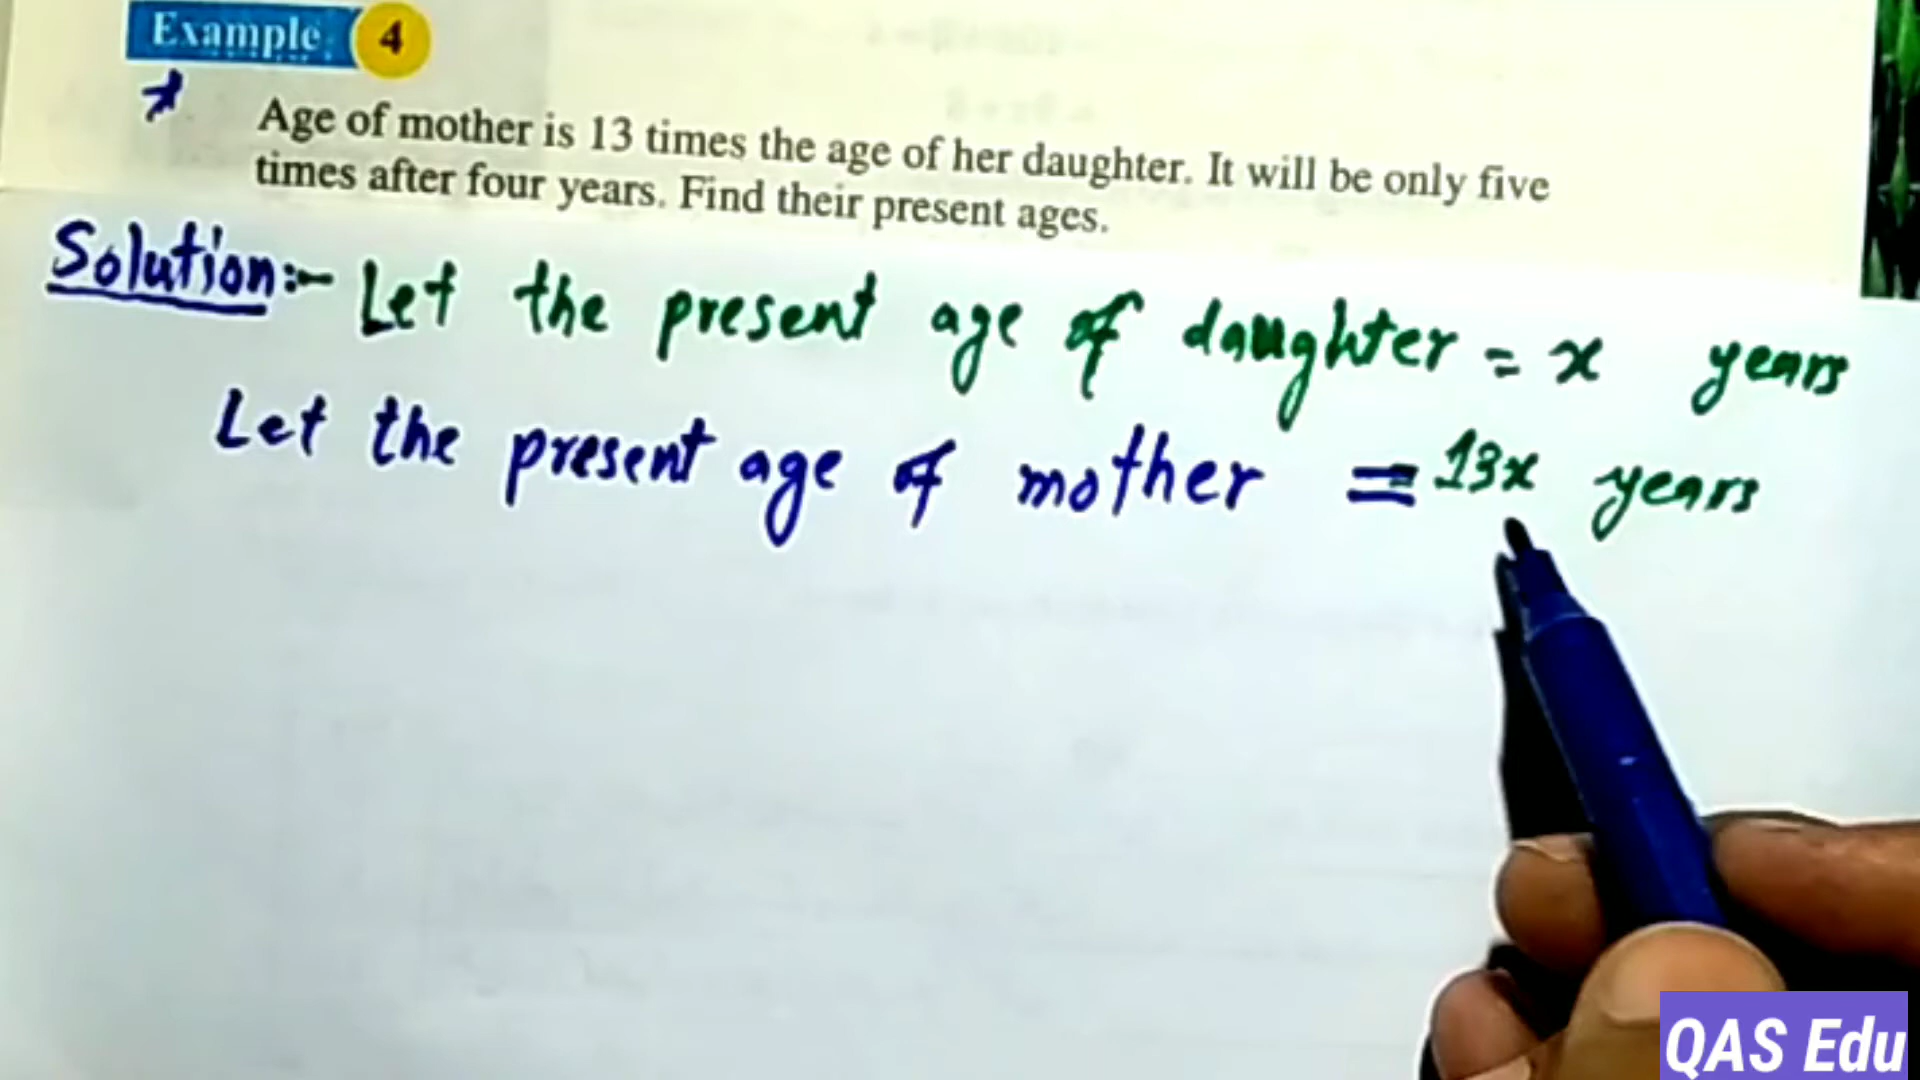 Example 4
Age of mother is 13 times the age of her daughter. It will be only five
times after four years. Find their present ages.
Solution:- Let the present age of daughter = x years
Let the present age of mother = 13x years
QAS Edu